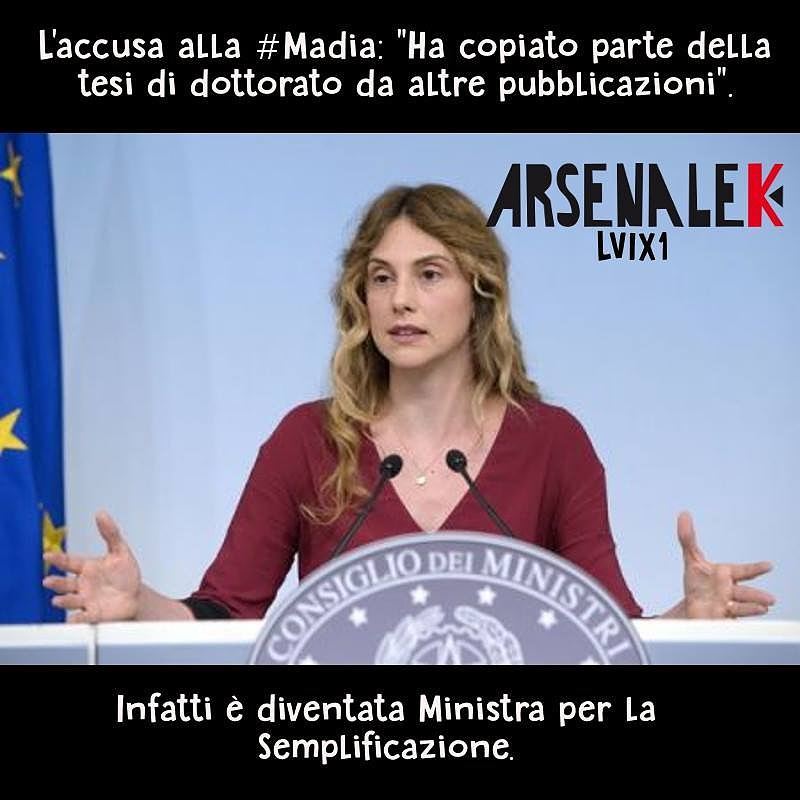 L'accusa alla #Madia: "Ha copiato parte della
tesi di dottorato da altre pubblicazioni".
ARSENALEK
LVIX1
CONSIGLIO DEI MINISTRI
Infatti è diventata Ministra per la
Semplificazione.